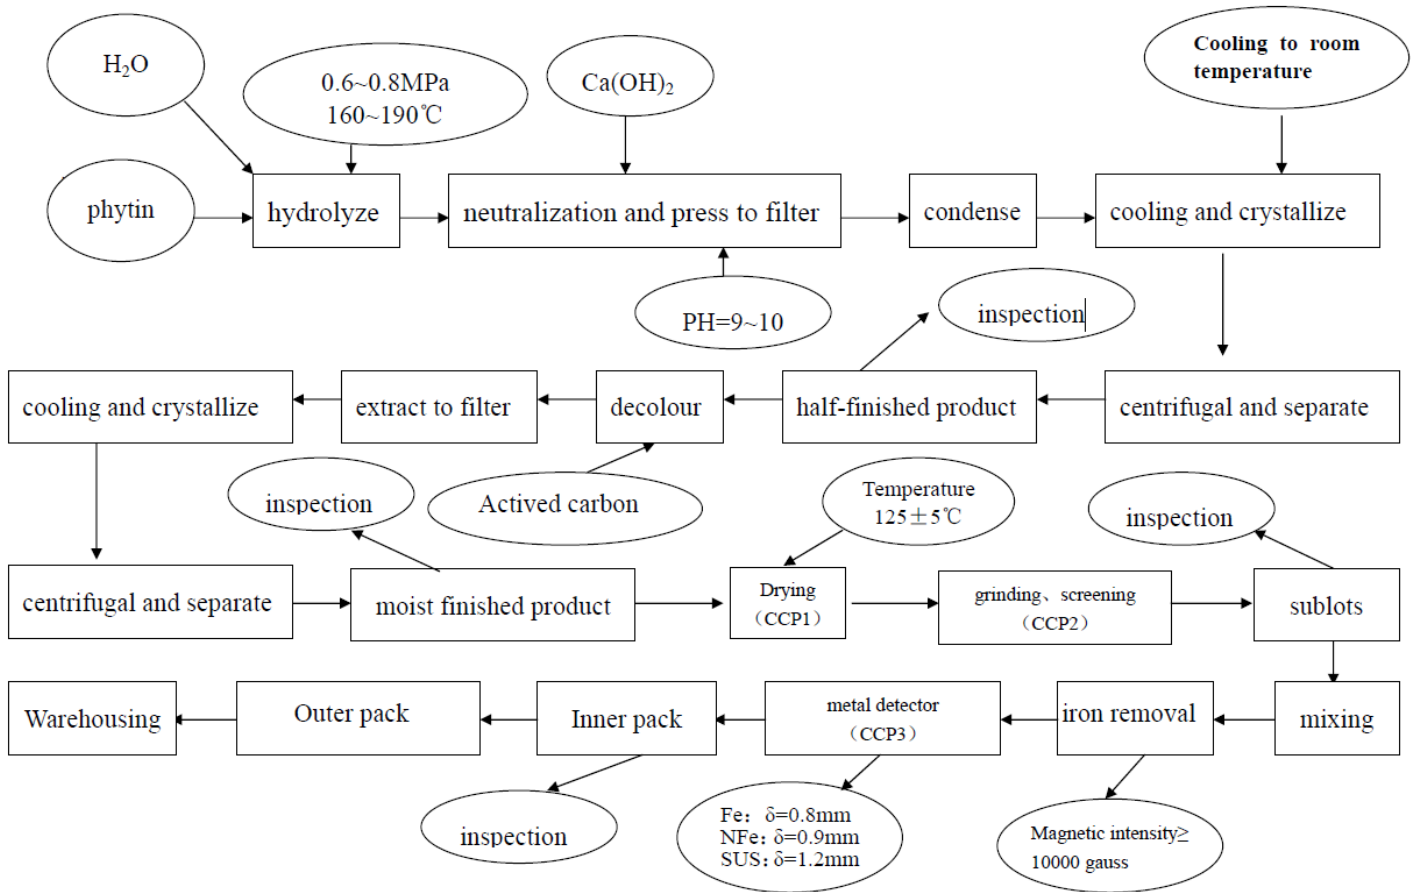 H₂O
0.6~0.8MPa
160~190℃
Ca(OH)₂
Cooling to room
temperature
phytin
hydrolyze
neutralization and press to filter
condense
cooling and crystallize
PH=9~10
inspection
cooling and crystallize
extract to filter
decolour
half-finished product
centrifugal and separate
inspection
Actived carbon
Temperature
125±5℃
inspection
centrifugal and separate
moist finished product
Drying
（CCP1）
grinding、screening
（CCP2）
sublots
Warehousing
Outer pack
Inner pack
metal detector
（CCP3）
iron removal
mixing
inspection
Fe：δ=0.8mm
NFe：δ=0.9mm
SUS：δ=1.2mm
Magnetic intensity≥
10000 gauss